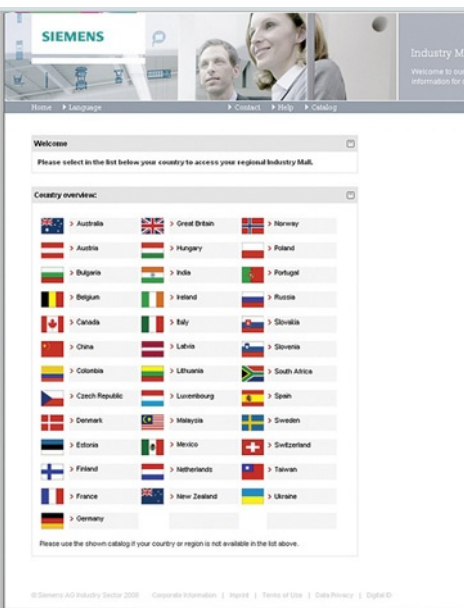 SIEMENS
Industry M
Welcome to our
information for
Home Language Contact Help Catalog
Welcome
Please select in the list below your country to access your regional Industry Mall.
Country overview:
Australia Great Britain Norway
Austria Hungary Poland
Bulgaria India Portugal
Belgium Ireland Russia
Canada Italy Slovakia
China Latvia Slovenia
Colombia Lithuania South Africa
Czech Republic Luxembourg Spain
Denmark Malaysia Sweden
Estonia Mexico Switzerland
Finland Netherlands Taiwan
France New Zealand Ukraine
Germany
Please use the shown catalog if your country or region is not available in the list above.
© Siemens AG Industry Sector 2008 Corporate Information | Imprint | Terms of Use | Data Privacy | Digital ID